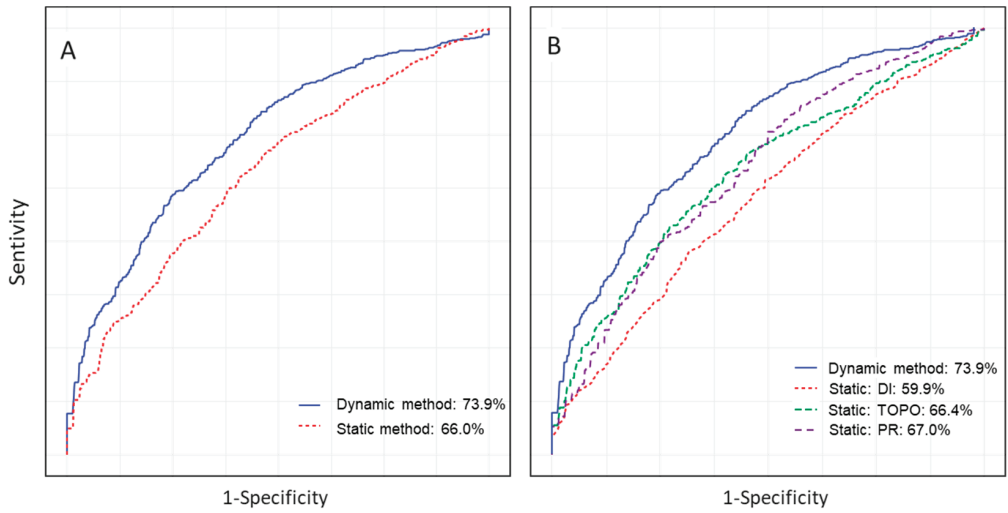 A
B
Sentivity
Dynamic method: 73.9%
Static method: 66.0%
Dynamic method: 73.9%
Static: DI: 59.9%
Static: TOPO: 66.4%
Static: PR: 67.0%
1-Specificity
1-Specificity